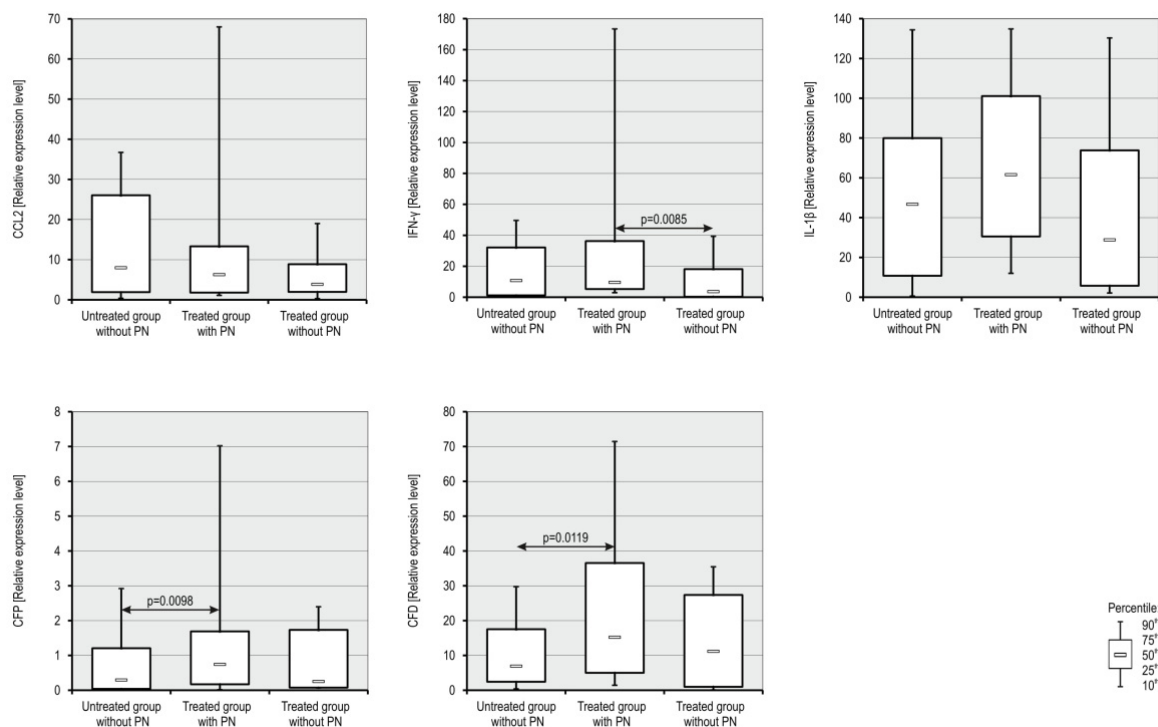 CCL2 [Relative expression level]
70
60
50
40
30
20
10
0
Untreated group
without PN
Treated group
with PN
Treated group
without PN
IFN-γ [Relative expression level]
180
160
140
120
100
80
60
40
20
0
p=0.0085
Untreated group
without PN
Treated group
with PN
Treated group
without PN
IL-1β [Relative expression level]
140
120
100
80
60
40
20
0
Untreated group
without PN
Treated group
with PN
Treated group
without PN
CFP [Relative expression level]
8
7
6
5
4
3
2
1
0
p=0.0098
Untreated group
without PN
Treated group
with PN
Treated group
without PN
CFD [Relative expression level]
80
70
60
50
40
30
20
10
0
p=0.0119
Untreated group
without PN
Treated group
with PN
Treated group
without PN
Percentile
90
75
50
25
10